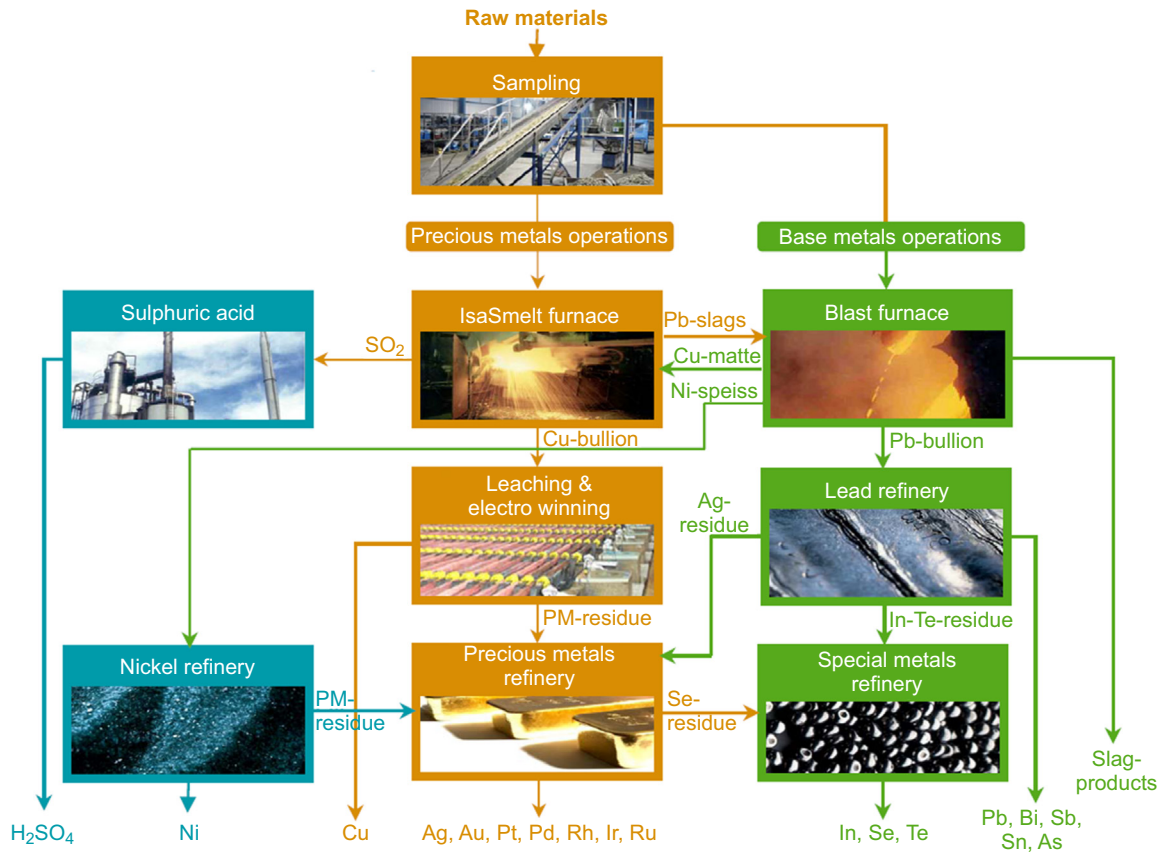 Raw materials
Sampling
Precious metals operations
Base metals operations
Sulphuric acid
IsaSmelt furnace
Blast furnace
Pb-slags
SO₂
Cu-matte
Ni-speiss
Cu-bullion
Pb-bullion
Leaching &
electro winning
Lead refinery
Ag-
residue
PM-residue
In-Te-residue
Nickel refinery
Precious metals
refinery
Special metals
refinery
PM-
residue
Se-
residue
Slag-
products
H₂SO₄
Ni
Cu
Ag, Au, Pt, Pd, Rh, Ir, Ru
In, Se, Te
Pb, Bi, Sb,
Sn, As